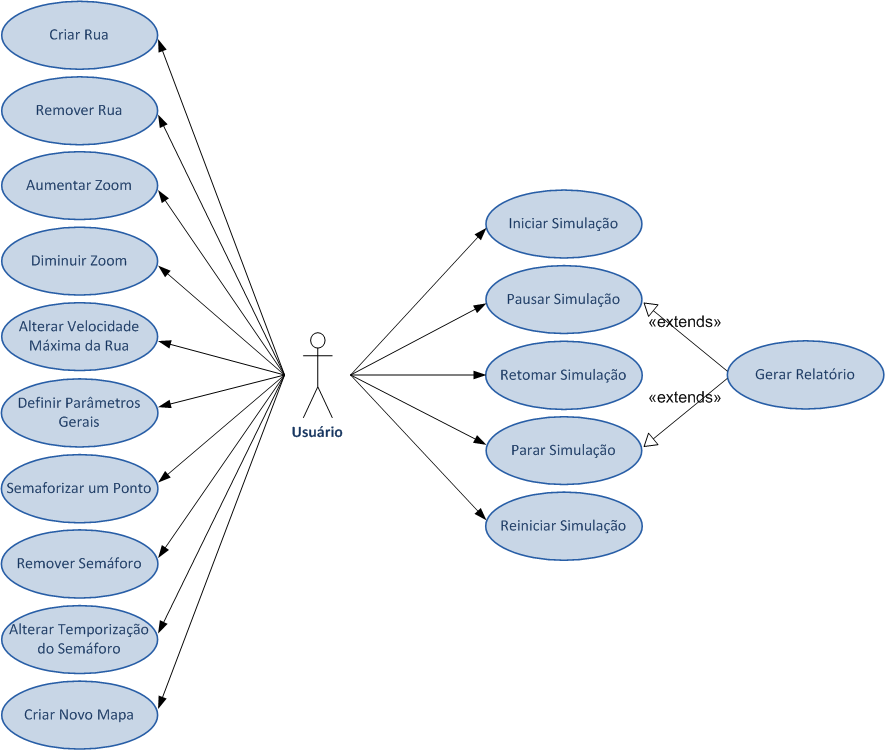 Criar Rua
Remover Rua
Aumentar Zoom
Diminuir Zoom
Alterar Velocidade
Máxima da Rua
Definir Parâmetros
Gerais
Semaforizar um Ponto
Remover Semáforo
Alterar Temporização
do Semáforo
Criar Novo Mapa
Usuário
Iniciar Simulação
Pausar Simulação
Retomar Simulação
Parar Simulação
Reiniciar Simulação
«extends»
«extends»
Gerar Relatório